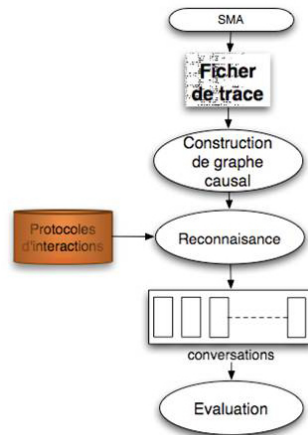 SMA
Ficher
de trace
Construction
de graphe
causal
Protocoles
d'interactions
Reconnaisance
conversations
Evaluation